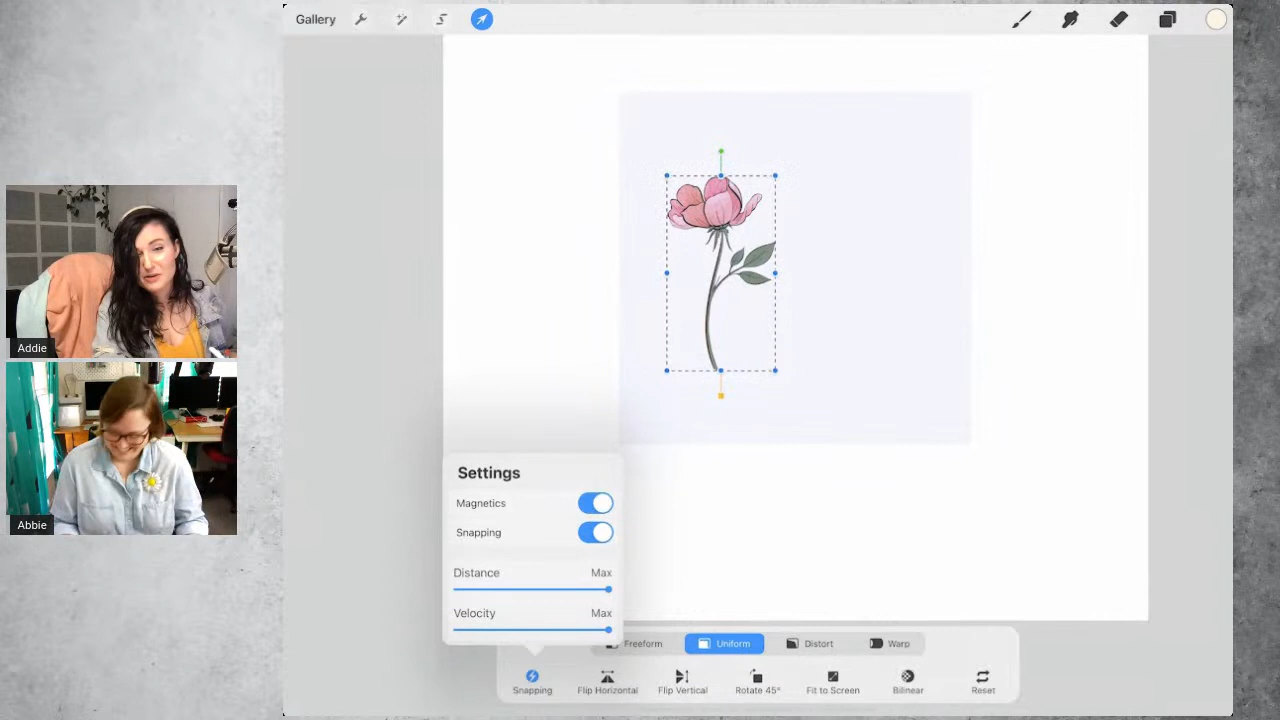 Gallery
Addie
Abbie
Settings
Magnetics
Snapping
Distance Max
Velocity Max
Freeform Uniform Distort Warp
Snapping Flip Horizontal Flip Vertical Rotate 45° Fit to Screen Bilinear Reset